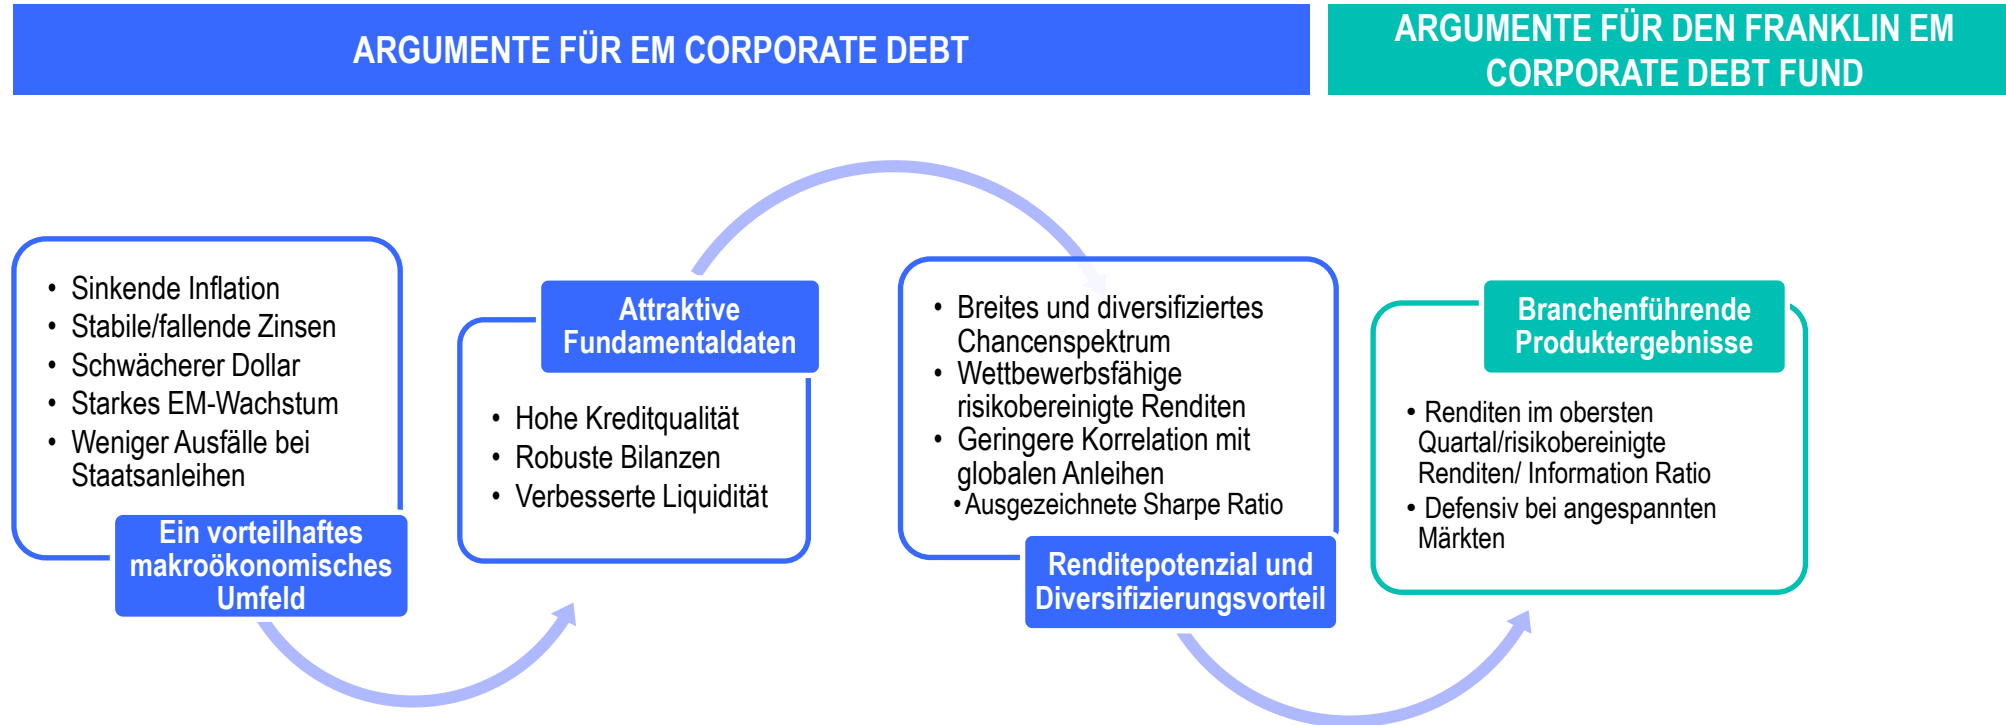 ARGUMENTE FÜR EM CORPORATE DEBT
ARGUMENTE FÜR DEN FRANKLIN EM
CORPORATE DEBT FUND
• Sinkende Inflation
• Stabile/fallende Zinsen
• Schwächerer Dollar
• Starkes EM-Wachstum
• Weniger Ausfälle bei
Staatsanleihen
Ein vorteilhaftes
makroökonomisches
Umfeld
Attraktive
Fundamentaldaten
• Hohe Kreditqualität
• Robuste Bilanzen
• Verbesserte Liquidität
• Breites und diversifiziertes
Chancenspektrum
• Wettbewerbsfähige
risikobereinigte Renditen
• Geringere Korrelation mit
globalen Anleihen
• Ausgezeichnete Sharpe Ratio
Renditepotenzial und
Diversifizierungsvorteil
Branchenführende
Produktergebnisse
• Renditen im obersten
Quartal/risikobereinigte
Renditen/ Information Ratio
• Defensiv bei angespannten
Märkten